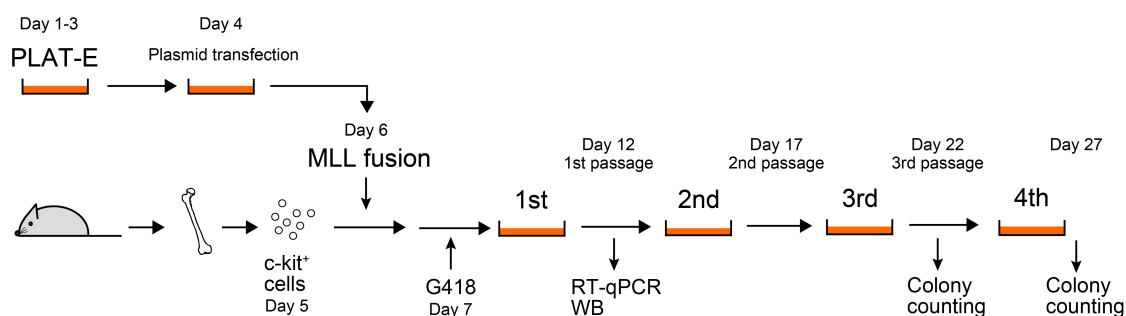 Day 1-3
PLAT-E
Day 4
Plasmid transfection
Day 6
MLL fusion
c-kit⁺
cells
Day 5
G418
Day 7
1st
Day 12
1st passage
RT-qPCR
WB
2nd
Day 17
2nd passage
3rd
Day 22
3rd passage
Colony
counting
4th
Day 27
Colony
counting